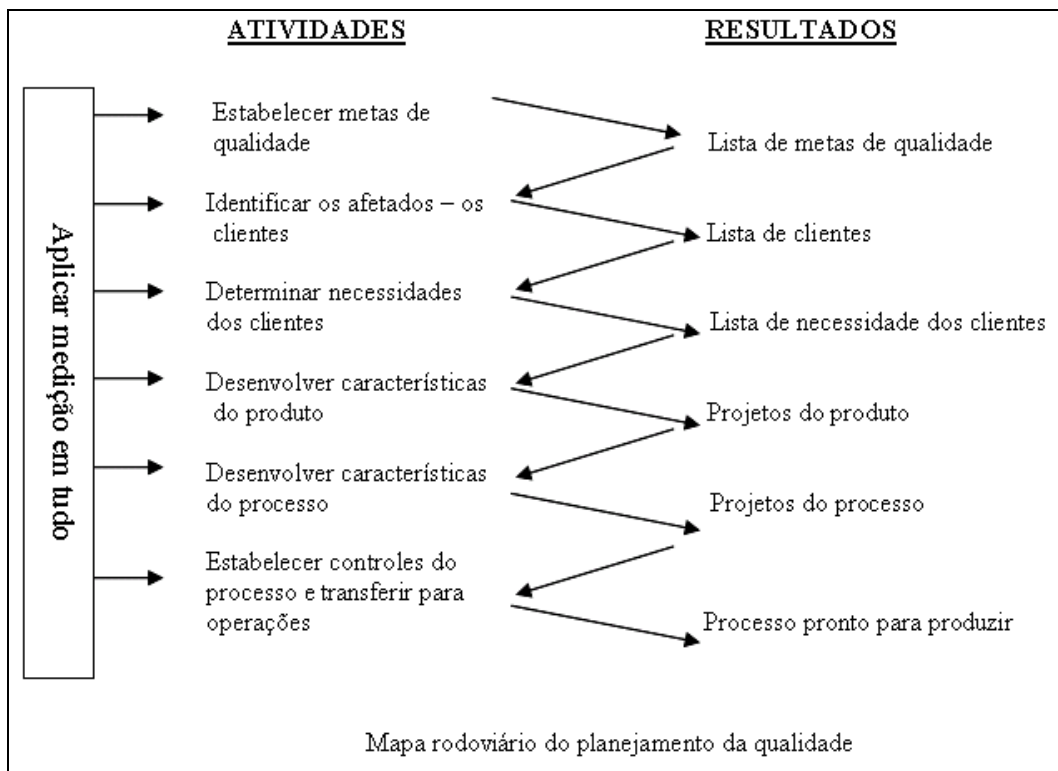 ATIVIDADES
RESULTADOS
Aplicar medição em tudo
Estabelecer metas de
qualidade
Lista de metas de qualidade
Identificar os afetados – os
clientes
Lista de clientes
Determinar necessidades
dos clientes
Lista de necessidade dos clientes
Desenvolver características
do produto
Projetos do produto
Desenvolver características
do processo
Projetos do processo
Estabelecer controles do
processo e transferir para
operações
Processo pronto para produzir
Mapa rodoviário do planejamento da qualidade